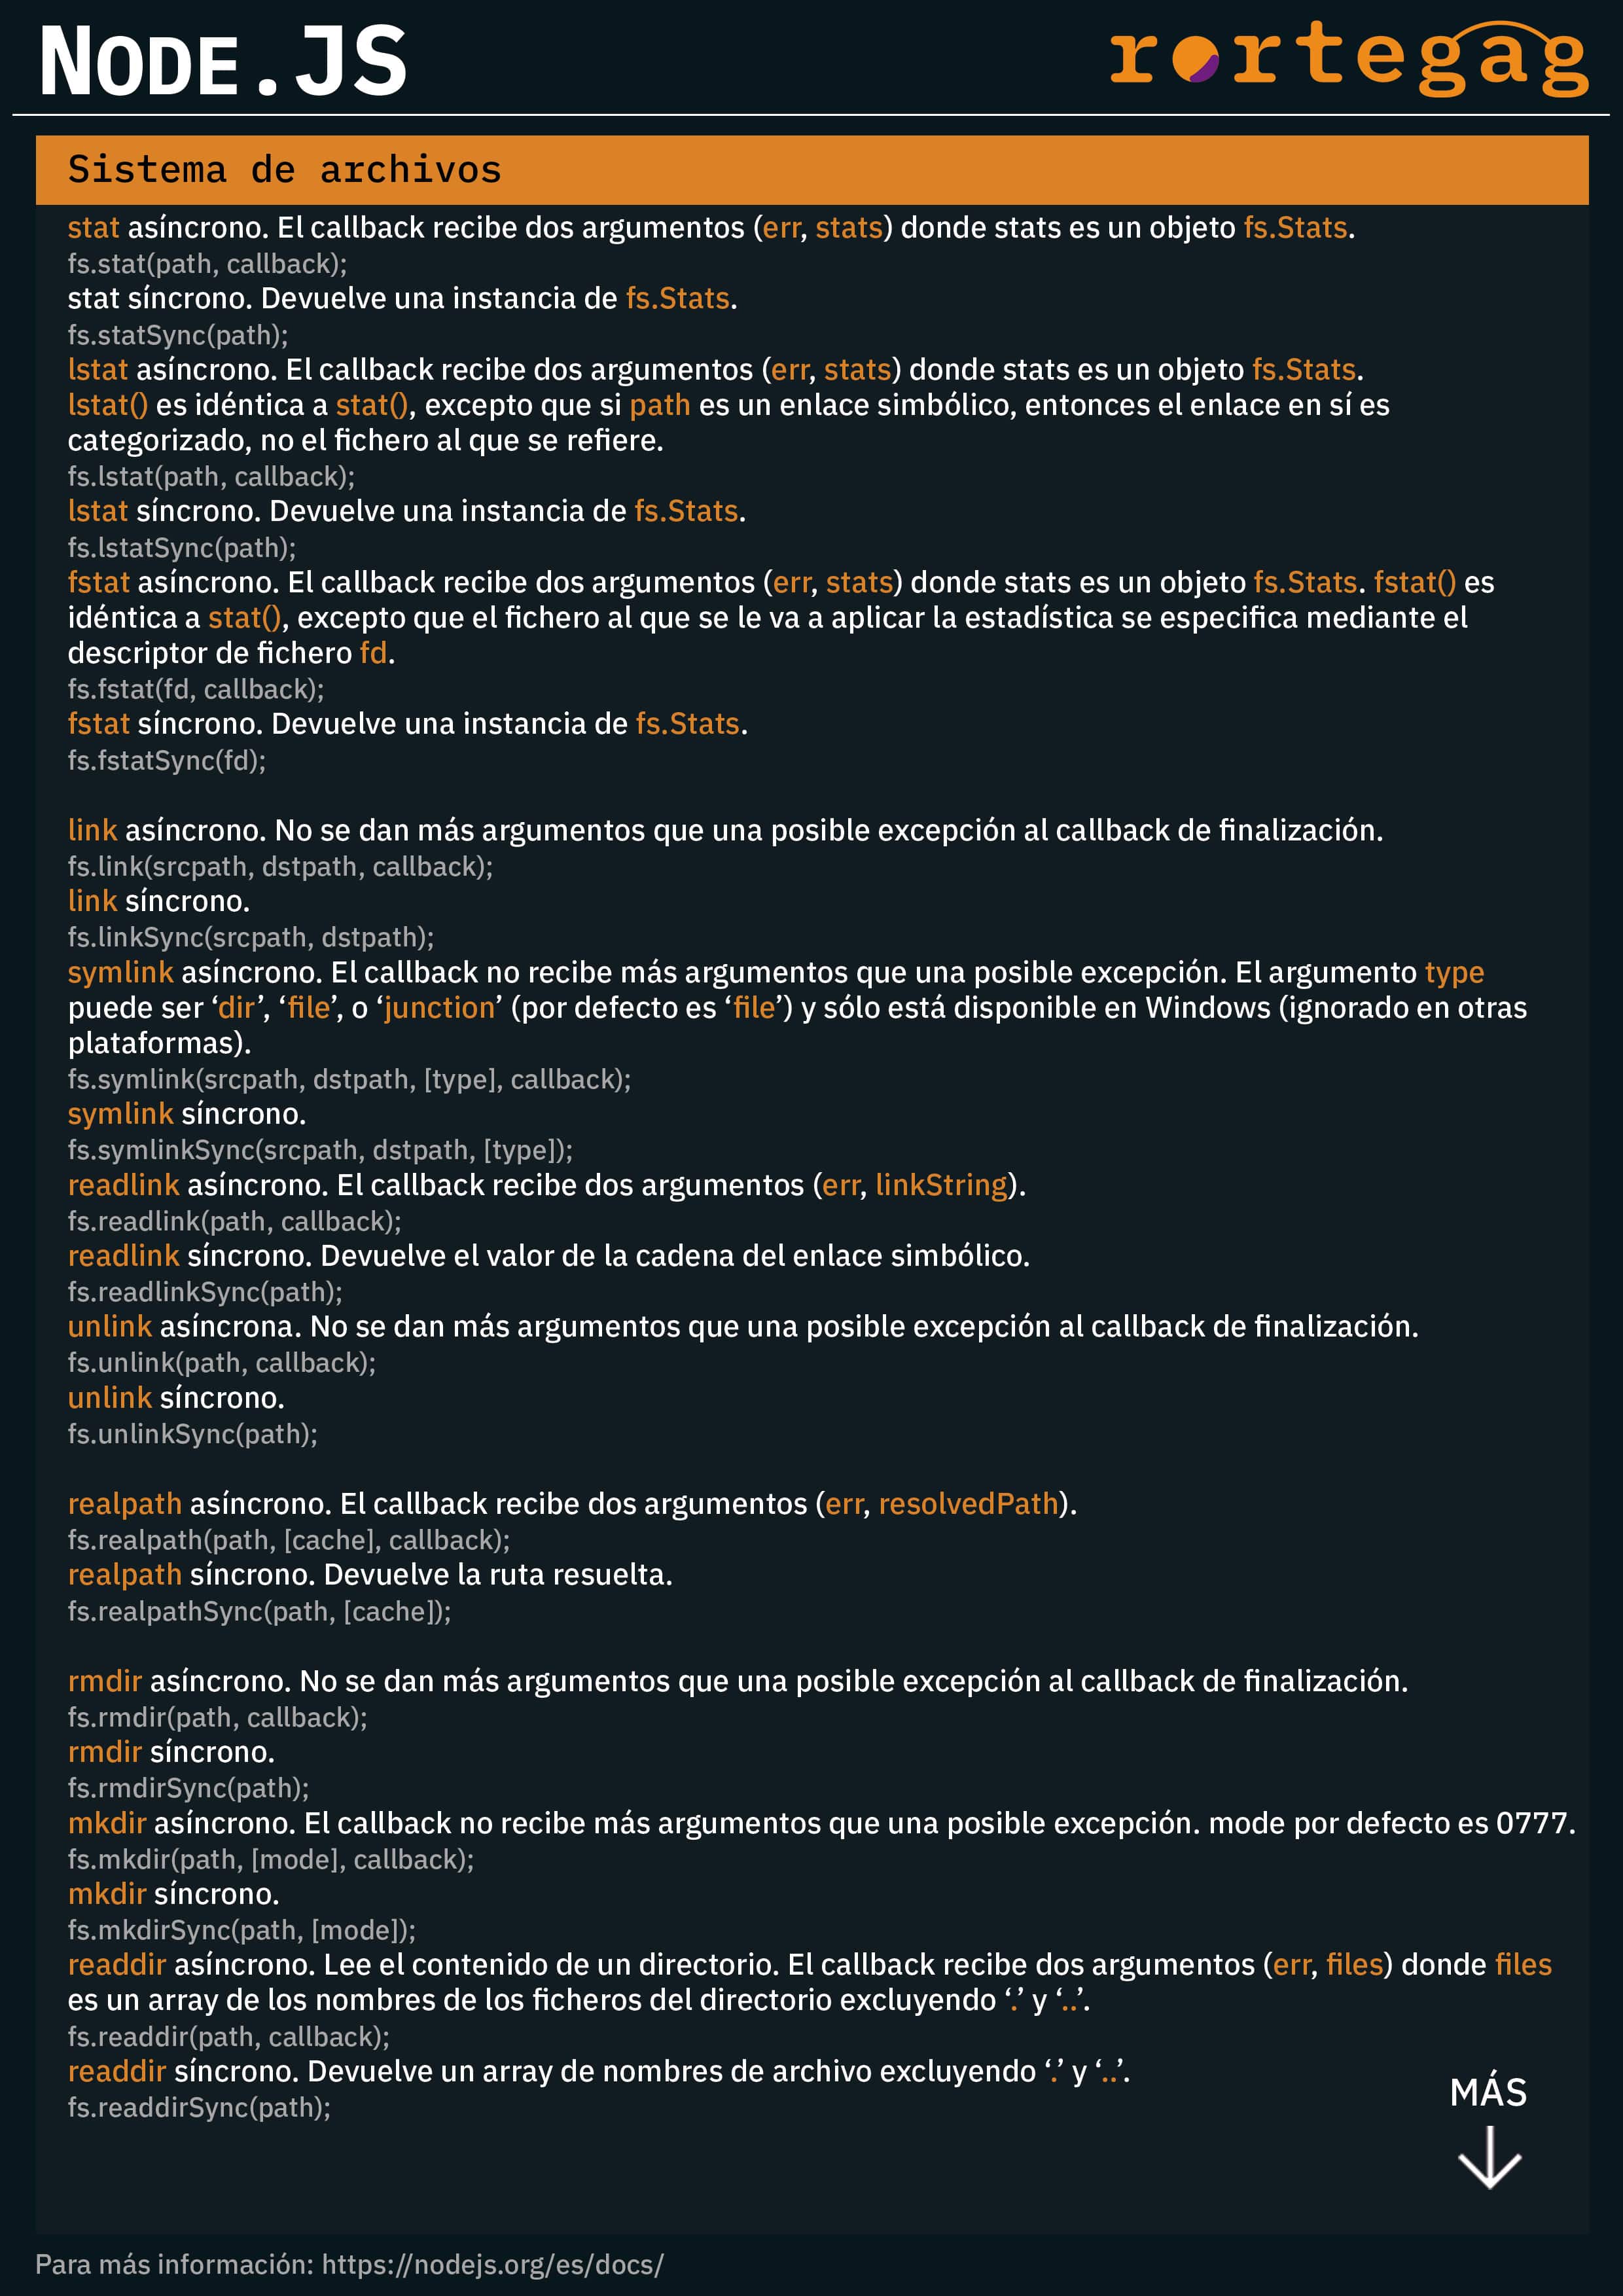 NODE.JS
rortegag
Sistema de archivos
stat asíncrono. El callback recibe dos argumentos (err, stats) donde stats es un objeto fs.Stats.
fs.stat(path, callback);
stat síncrono. Devuelve una instancia de fs.Stats.
fs.statSync(path);
lstat asíncrono. El callback recibe dos argumentos (err, stats) donde stats es un objeto fs.Stats.
lstat() es idéntica a stat(), excepto que si path es un enlace simbólico, entonces el enlace en sí es
categorizado, no el fichero al que se refiere.
fs.lstat(path, callback);
lstat síncrono. Devuelve una instancia de fs.Stats.
fs.lstatSync(path);
fstat asíncrono. El callback recibe dos argumentos (err, stats) donde stats es un objeto fs.Stats. fstat() es
idéntica a stat(), excepto que el fichero al que se le va a aplicar la estadística se especifica mediante el
descriptor de fichero fd.
fs.fstat(fd, callback);
fstat síncrono. Devuelve una instancia de fs.Stats.
fs.fstatSync(fd);
link asíncrono. No se dan más argumentos que una posible excepción al callback de finalización.
fs.link(srcpath, dstpath, callback);
link síncrono.
fs.linkSync(srcpath, dstpath);
symlink asíncrono. El callback no recibe más argumentos que una posible excepción. El argumento type
puede ser ‘dir’, ‘file’, o ‘junction’ (por defecto es ‘file’) y sólo está disponible en Windows (ignorado en otras
plataformas).
fs.symlink(srcpath, dstpath, [type], callback);
symlink síncrono.
fs.symlinkSync(srcpath, dstpath, [type]);
readlink asíncrono. El callback recibe dos argumentos (err, linkString).
fs.readlink(path, callback);
readlink síncrono. Devuelve el valor de la cadena del enlace simbólico.
fs.readlinkSync(path);
unlink asíncrona. No se dan más argumentos que una posible excepción al callback de finalización.
fs.unlink(path, callback);
unlink síncrono.
fs.unlinkSync(path);
realpath asíncrono. El callback recibe dos argumentos (err, resolvedPath).
fs.realpath(path, [cache], callback);
realpath síncrono. Devuelve la ruta resuelta.
fs.realpathSync(path, [cache]);
rmdir asíncrono. No se dan más argumentos que una posible excepción al callback de finalización.
fs.rmdir(path, callback);
rmdir síncrono.
fs.rmdirSync(path);
mkdir asíncrono. El callback no recibe más argumentos que una posible excepción. mode por defecto es 0777.
fs.mkdir(path, [mode], callback);
mkdir síncrono.
fs.mkdirSync(path, [mode]);
readdir asíncrono. Lee el contenido de un directorio. El callback recibe dos argumentos (err, files) donde files
es un array de los nombres de los ficheros del directorio excluyendo ‘.’ y ‘..’.
fs.readdir(path, callback);
readdir síncrono. Devuelve un array de nombres de archivo excluyendo ‘.’ y ‘..’.
fs.readdirSync(path);
MÁS
Para más información: https://nodejs.org/es/docs/